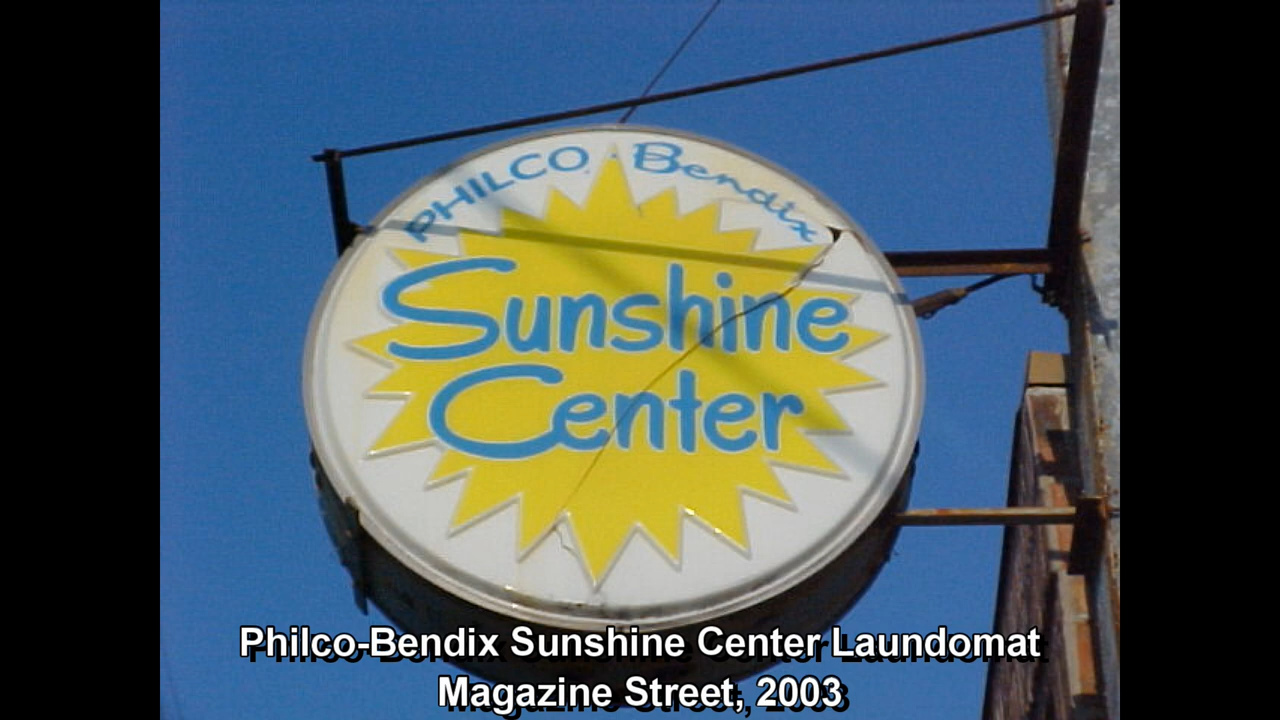 PHILCO Bendix
Sunshine
Center
Philco-Bendix Sunshine Center Laundomat
Magazine Street, 2003